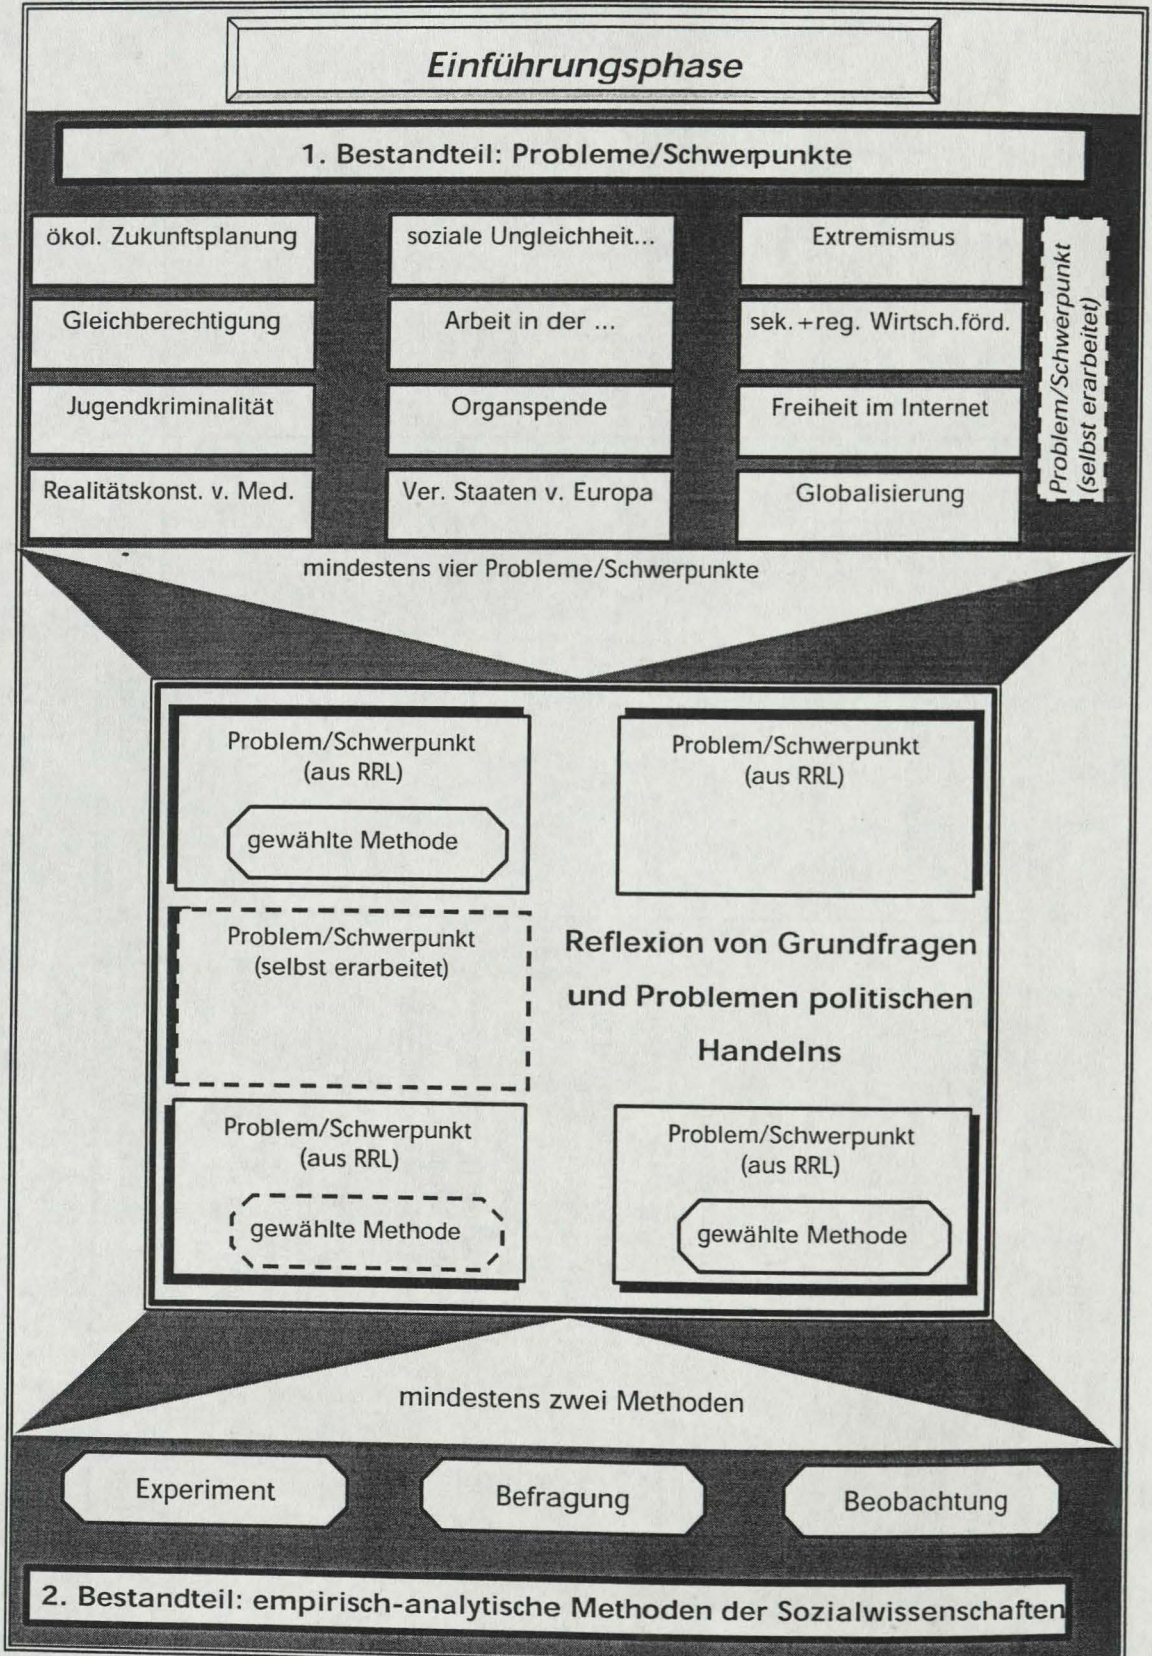 Einführungsphase
1. Bestandteil: Probleme/Schwerpunkte
ökol. Zukunftsplanung
soziale Ungleichheit...
Extremismus
Gleichberechtigung
Arbeit in der ...
sek.+reg. Wirtsch.förd.
Jugendkriminalität
Organspende
Freiheit im Internet
Realitätskonst. v. Med.
Ver. Staaten v. Europa
Globalisierung
Problem/Schwerpunkt
(selbst erarbeitet)
mindestens vier Probleme/Schwerpunkte
Problem/Schwerpunkt
(aus RRL)
gewählte Methode
Problem/Schwerpunkt
(aus RRL)
Problem/Schwerpunkt
(selbst erarbeitet)
Reflexion von Grundfragen
und Problemen politischen
Handelns
Problem/Schwerpunkt
(aus RRL)
gewählte Methode
Problem/Schwerpunkt
(aus RRL)
gewählte Methode
mindestens zwei Methoden
Experiment
Befragung
Beobachtung
2. Bestandteil: empirisch-analytische Methoden der Sozialwissenschaften